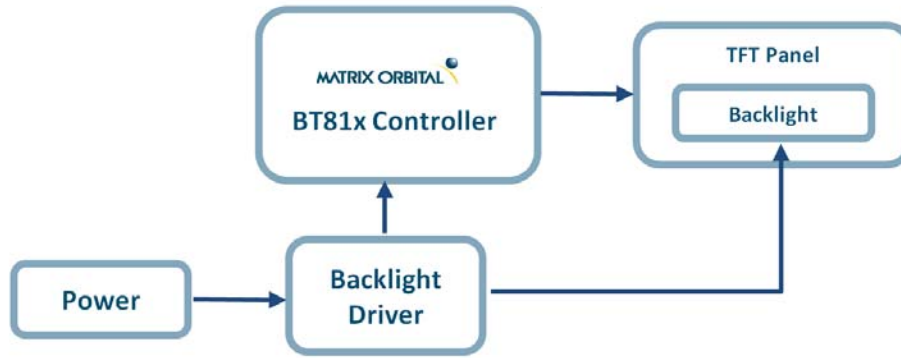 MATRIX ORBITAL
BT81x Controller
TFT Panel
Backlight
Power
Backlight
Driver